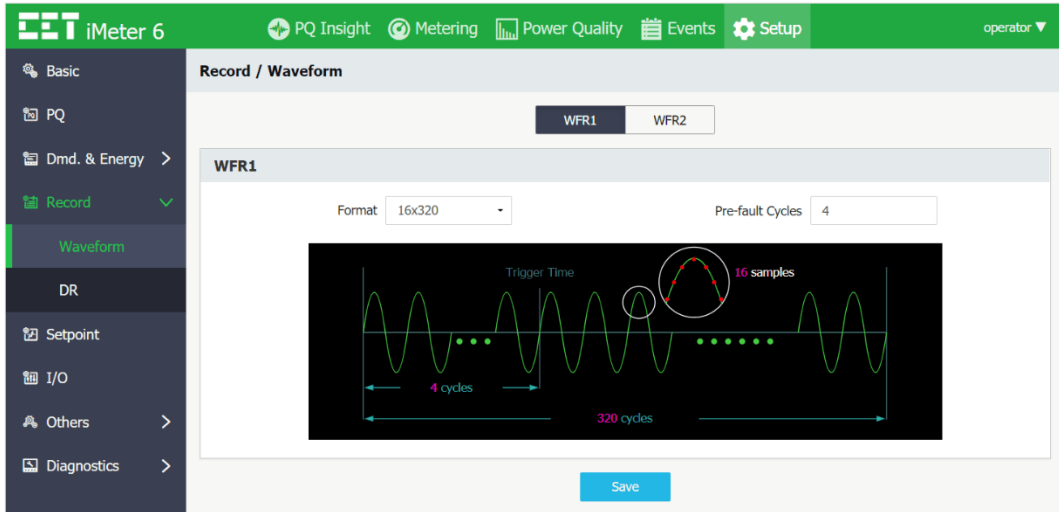 CET iMeter 6 PQ Insight Metering Power Quality Events Setup operator ▼
Basic
PQ
Dmd. & Energy >
Record
Waveform
DR
Setpoint
I/O
Others >
Diagnostics >
Record / Waveform
WFR1 WFR2
WFR1
Format 16x320 Pre-fault Cycles 4
Trigger Time 16 samples
4 cycles
320 cycles
Save